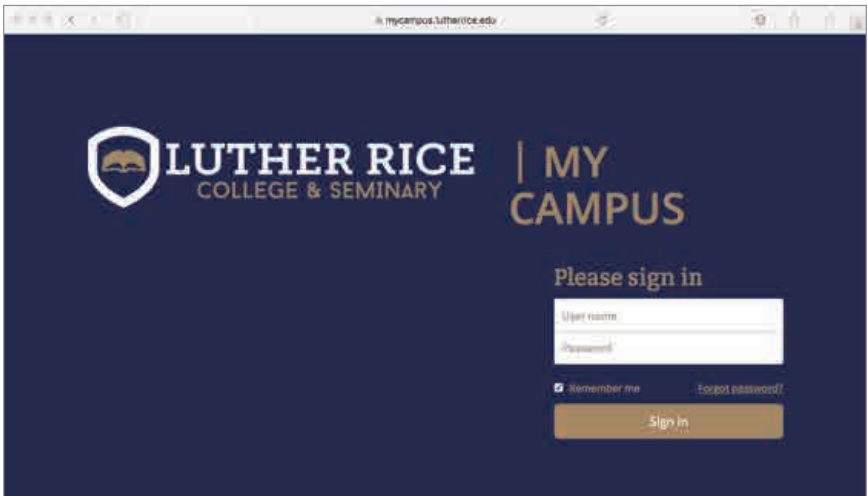 mycampus.lutherrice.edu
LUTHER RICE
COLLEGE & SEMINARY
| MY
CAMPUS
Please sign in
User name
Password
Remember me
Forgot password?
Sign in